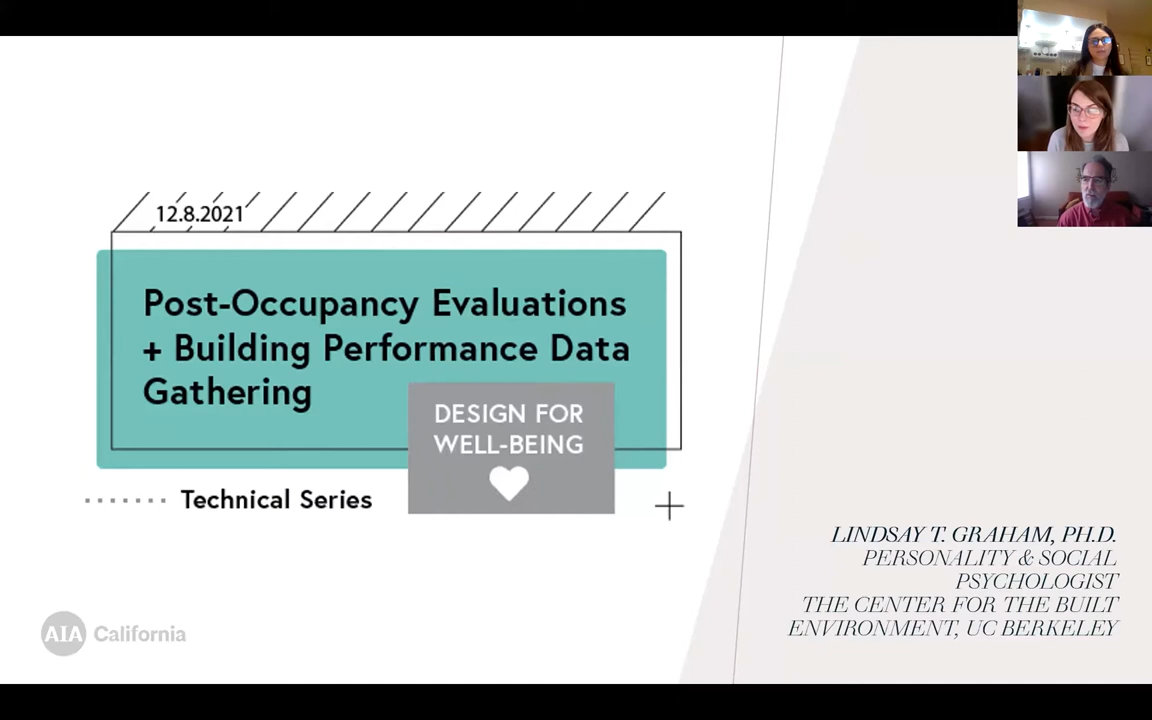 12.8.2021
Post-Occupancy Evaluations
+ Building Performance Data
Gathering
DESIGN FOR
WELL-BEING
Technical Series
AIA California
LINDSAY T. GRAHAM, PH.D.
PERSONALITY & SOCIAL
PSYCHOLOGIST
THE CENTER FOR THE BUILT
ENVIRONMENT, UC BERKELEY